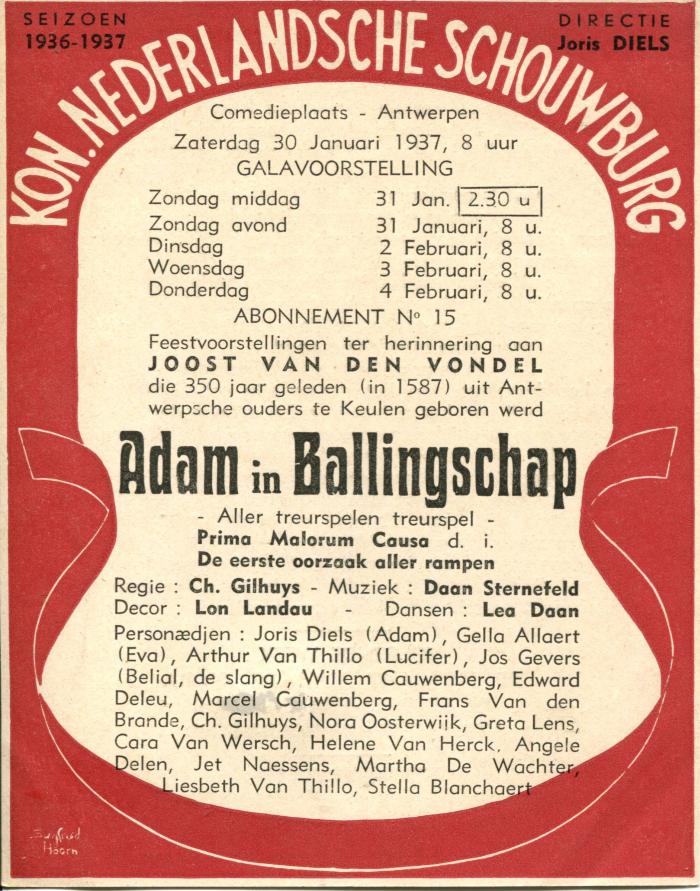 SEIZOEN
1936-1937
DIRECTIE
Joris DIELS
KON. NEDERLANDSCHE SCHOUWBURG
Comedieplaats - Antwerpen
Zaterdag 30 Januari 1937, 8 uur
GALAVOORSTELLING
Zondag middag 31 Jan. 2.30 u
Zondag avond 31 Januari, 8 u.
Dinsdag 2 Februari, 8 u.
Woensdag 3 Februari, 8 u.
Donderdag 4 Februari, 8 u.
ABONNEMENT No 15
Feestvoorstellingen ter herinnering aan
JOOST VAN DEN VONDEL
die 350 jaar geleden (in 1587) uit Ant-
werpsche ouders te Keulen geboren werd
Adam in Ballingschap
- Aller treurspelen treurspel -
Prima Malorum Causa d. i.
De eerste oorzaak aller rampen
Regie : Ch. Gilhuys - Muziek : Daan Sternefeld
Decor : Lon Landau - Dansen : Lea Daan
Personædjen : Joris Diels (Adam), Gella Allaert
(Eva), Arthur Van Thillo (Lucifer), Jos Gevers
(Belial, de slang), Willem Cauwenberg, Edward
Deleu, Marcel Cauwenberg, Frans Van den
Brande, Ch. Gilhuys, Nora Oosterwijk, Greta Lens,
Cara Van Wersch, Helene Van Herck, Angele
Delen, Jet Naessens, Martha De Wachter,
Liesbeth Van Thillo, Stella Blanchaert
Hoorn